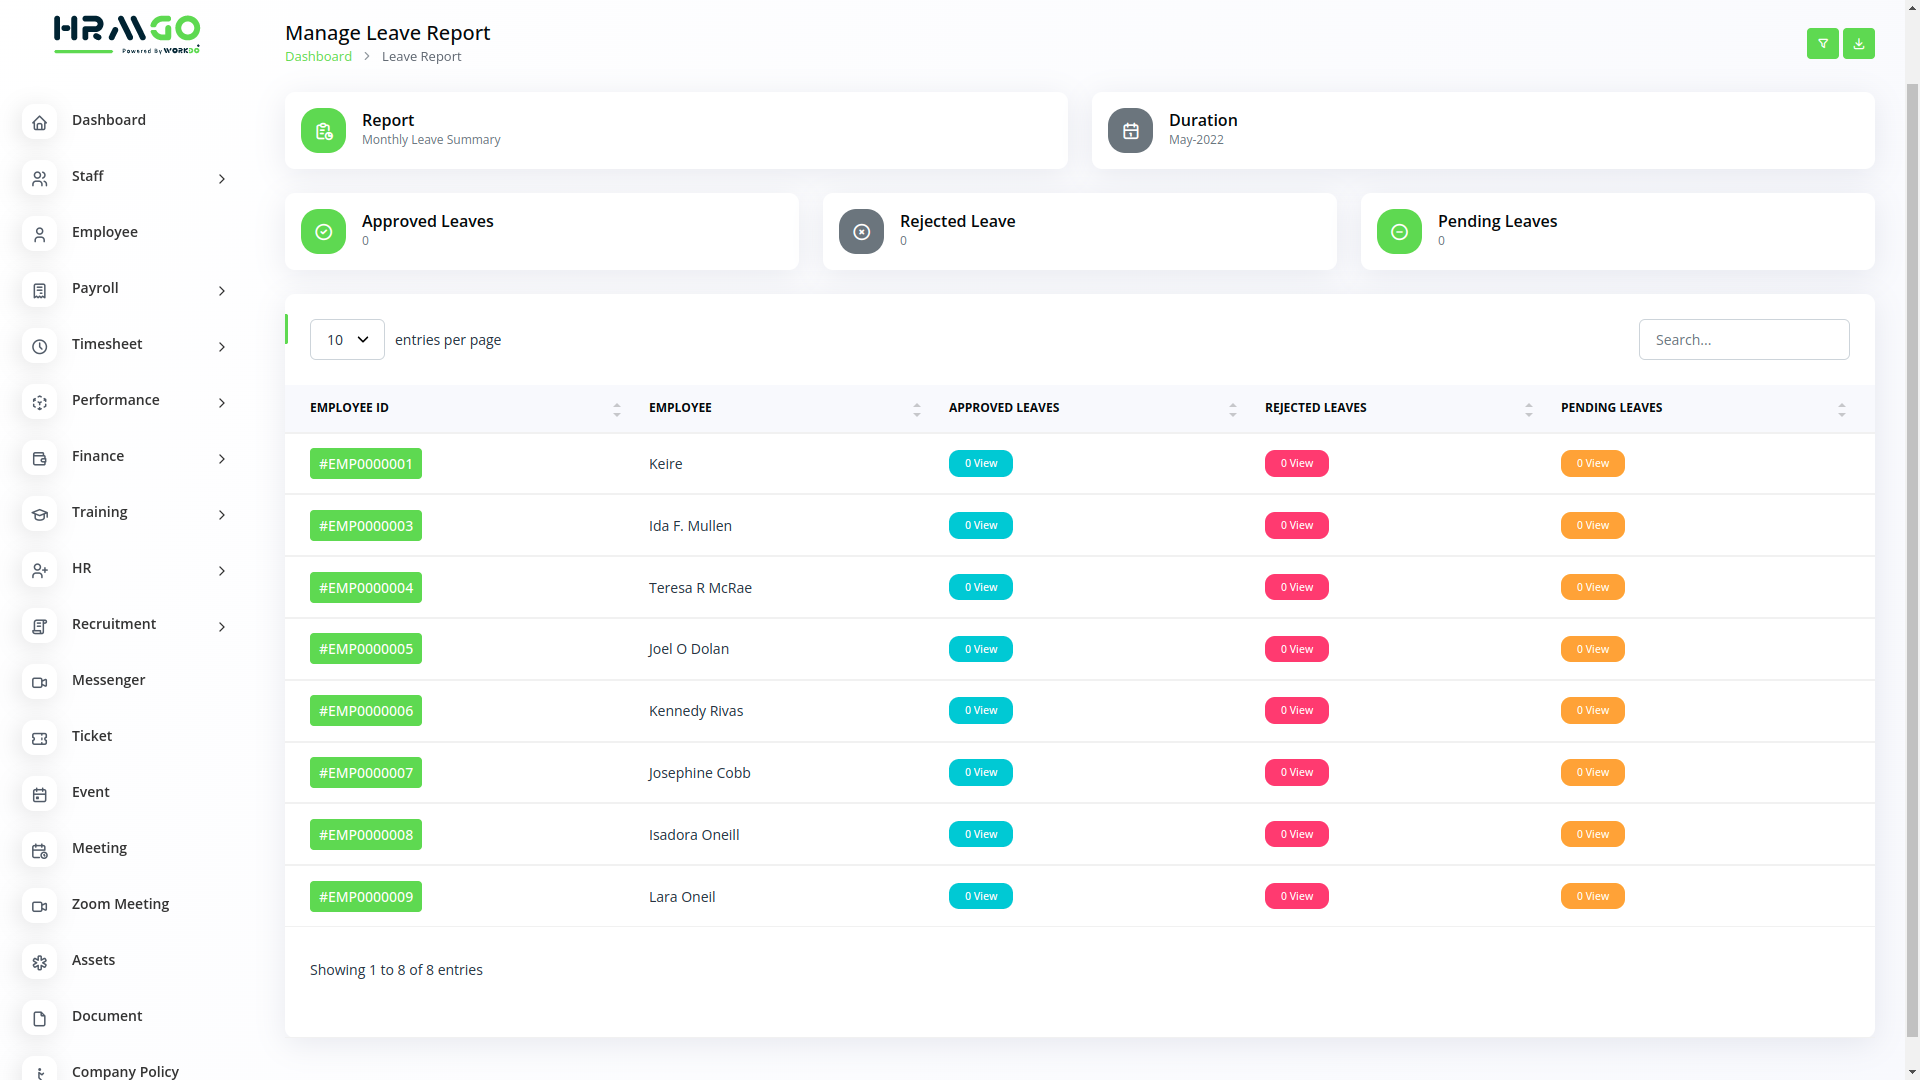 HRMGO
Powered By WORKDO
Manage Leave Report
Dashboard > Leave Report
Dashboard
Staff
Employee
Payroll
Timesheet
Performance
Finance
Training
HR
Recruitment
Messenger
Ticket
Event
Meeting
Zoom Meeting
Assets
Document
Company Policy
Report
Monthly Leave Summary
Duration
May-2022
Approved Leaves
0
Rejected Leave
0
Pending Leaves
0
10 entries per page
Search...
EMPLOYEE ID EMPLOYEE APPROVED LEAVES REJECTED LEAVES PENDING LEAVES
#EMP0000001 Keire 0 View 0 View 0 View
#EMP0000003 Ida F. Mullen 0 View 0 View 0 View
#EMP0000004 Teresa R McRae 0 View 0 View 0 View
#EMP0000005 Joel O Dolan 0 View 0 View 0 View
#EMP0000006 Kennedy Rivas 0 View 0 View 0 View
#EMP0000007 Josephine Cobb 0 View 0 View 0 View
#EMP0000008 Isadora Oneill 0 View 0 View 0 View
#EMP0000009 Lara Oneil 0 View 0 View 0 View
Showing 1 to 8 of 8 entries